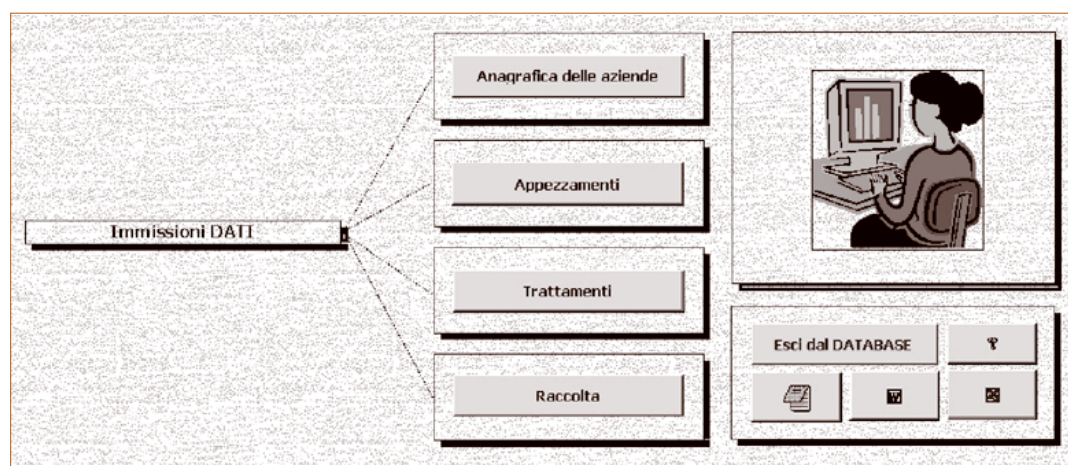 Immissioni DATI
Anagrafica delle aziende
Appezzamenti
Trattamenti
Raccolta
Esci dal DATABASE